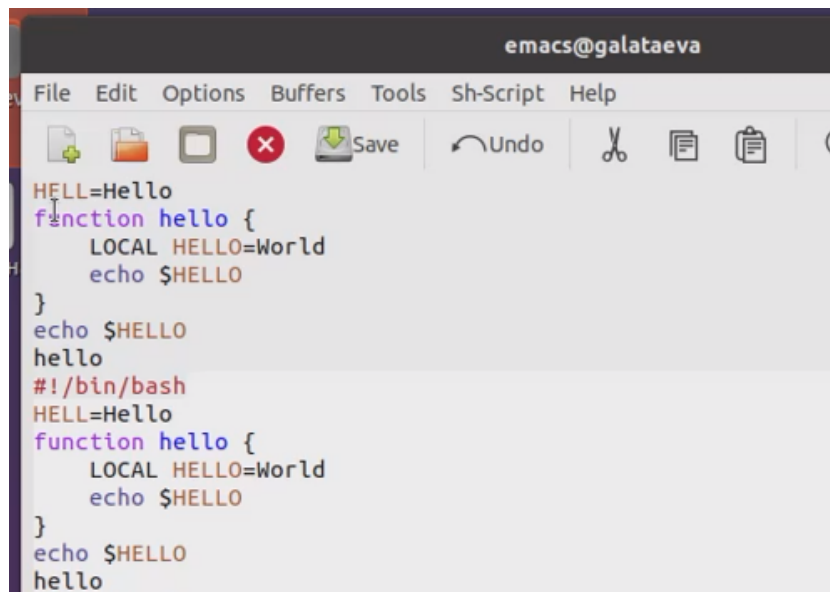 emacs@galataeva
File Edit Options Buffers Tools Sh-Script Help
Save Undo
HELL=Hello
function hello {
    LOCAL HELLO=World
    echo $HELLO
}
echo $HELLO
hello
#!/bin/bash
HELL=Hello
function hello {
    LOCAL HELLO=World
    echo $HELLO
}
echo $HELLO
hello